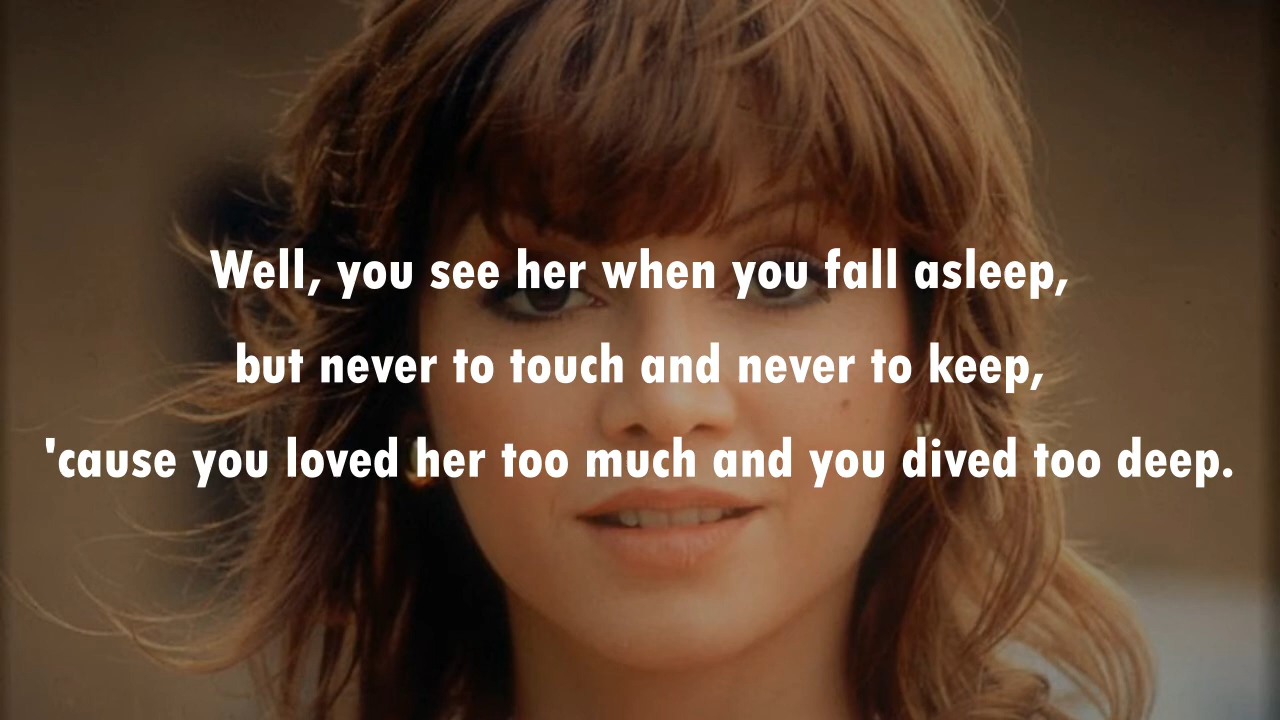 Well, you see her when you fall asleep,
but never to touch and never to keep,
'cause you loved her too much and you dived too deep.